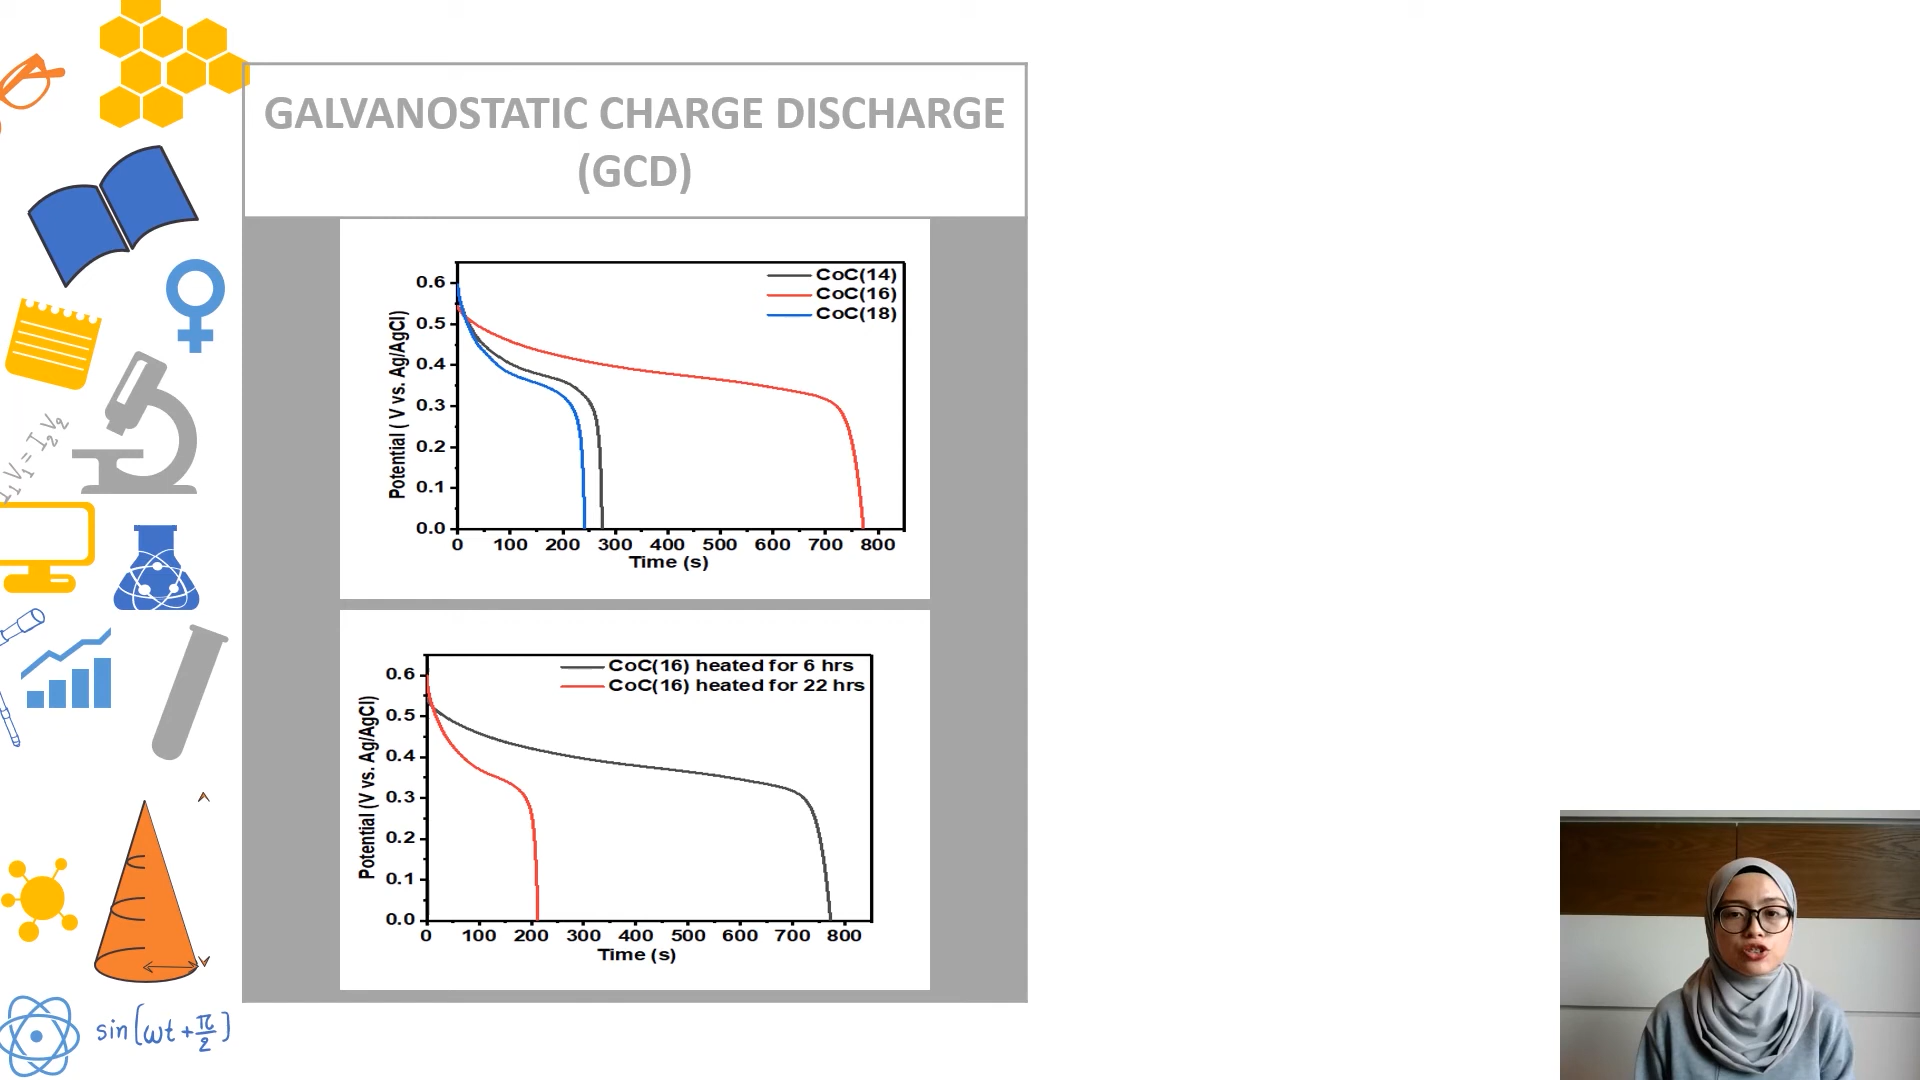 GALVANOSTATIC CHARGE DISCHARGE
(GCD)
CoC(14)
CoC(16)
CoC(18)
Potential ( V vs. Ag/AgCl)
0.6
0.5
0.4
0.3
0.2
0.1
0.0
0 100 200 300 400 500 600 700 800
Time (s)
CoC(16) heated for 6 hrs
CoC(16) heated for 22 hrs
Potential (V vs. Ag/AgCl)
0.6
0.5
0.4
0.3
0.2
0.1
0.0
0 100 200 300 400 500 600 700 800
Time (s)
I₁V₁ = I₂V₂
sin(ωt + π/2)